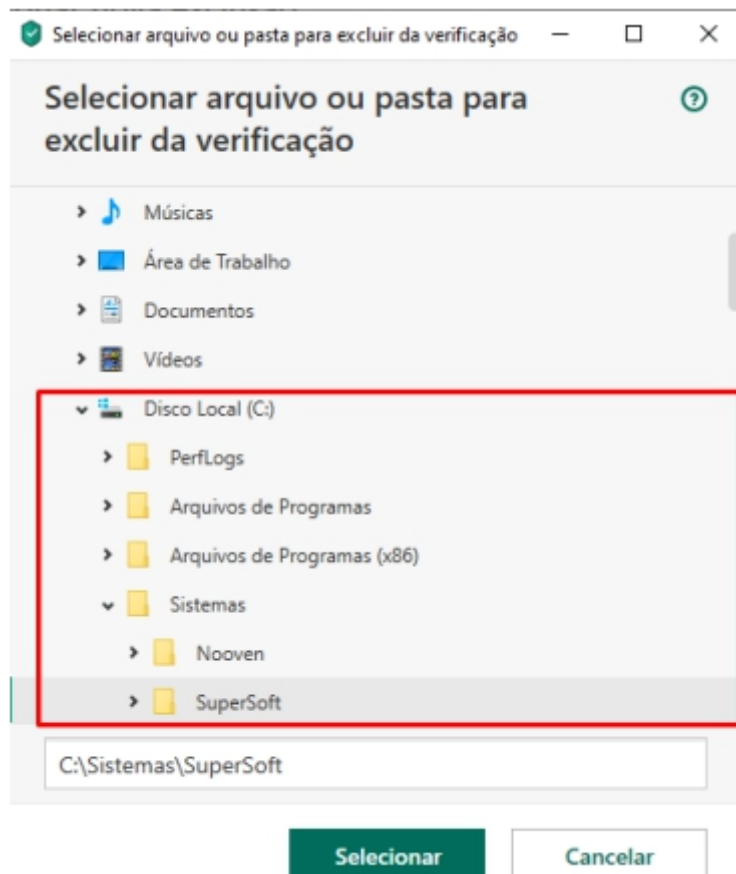 Selecionar arquivo ou pasta para excluir da verificação
Selecionar arquivo ou pasta para
excluir da verificação
Músicas
Área de Trabalho
Documentos
Vídeos
Disco Local (C:)
PerfLogs
Arquivos de Programas
Arquivos de Programas (x86)
Sistemas
Nooven
SuperSoft
C:\Sistemas\SuperSoft
Selecionar
Cancelar